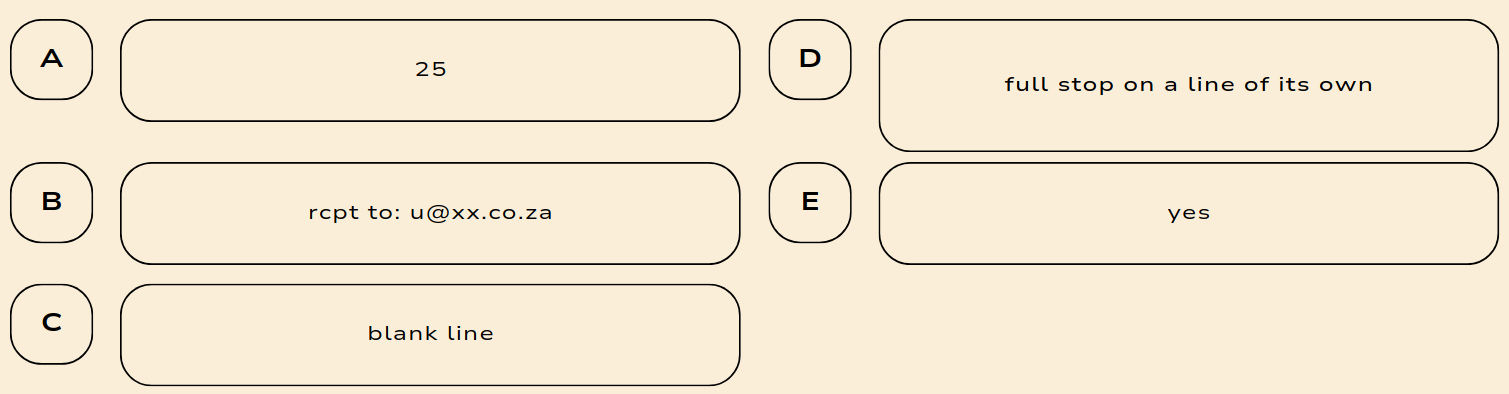 A
25
B
rcpt to: u@xx.co.za
C
blank line
D
full stop on a line of its own
E
yes